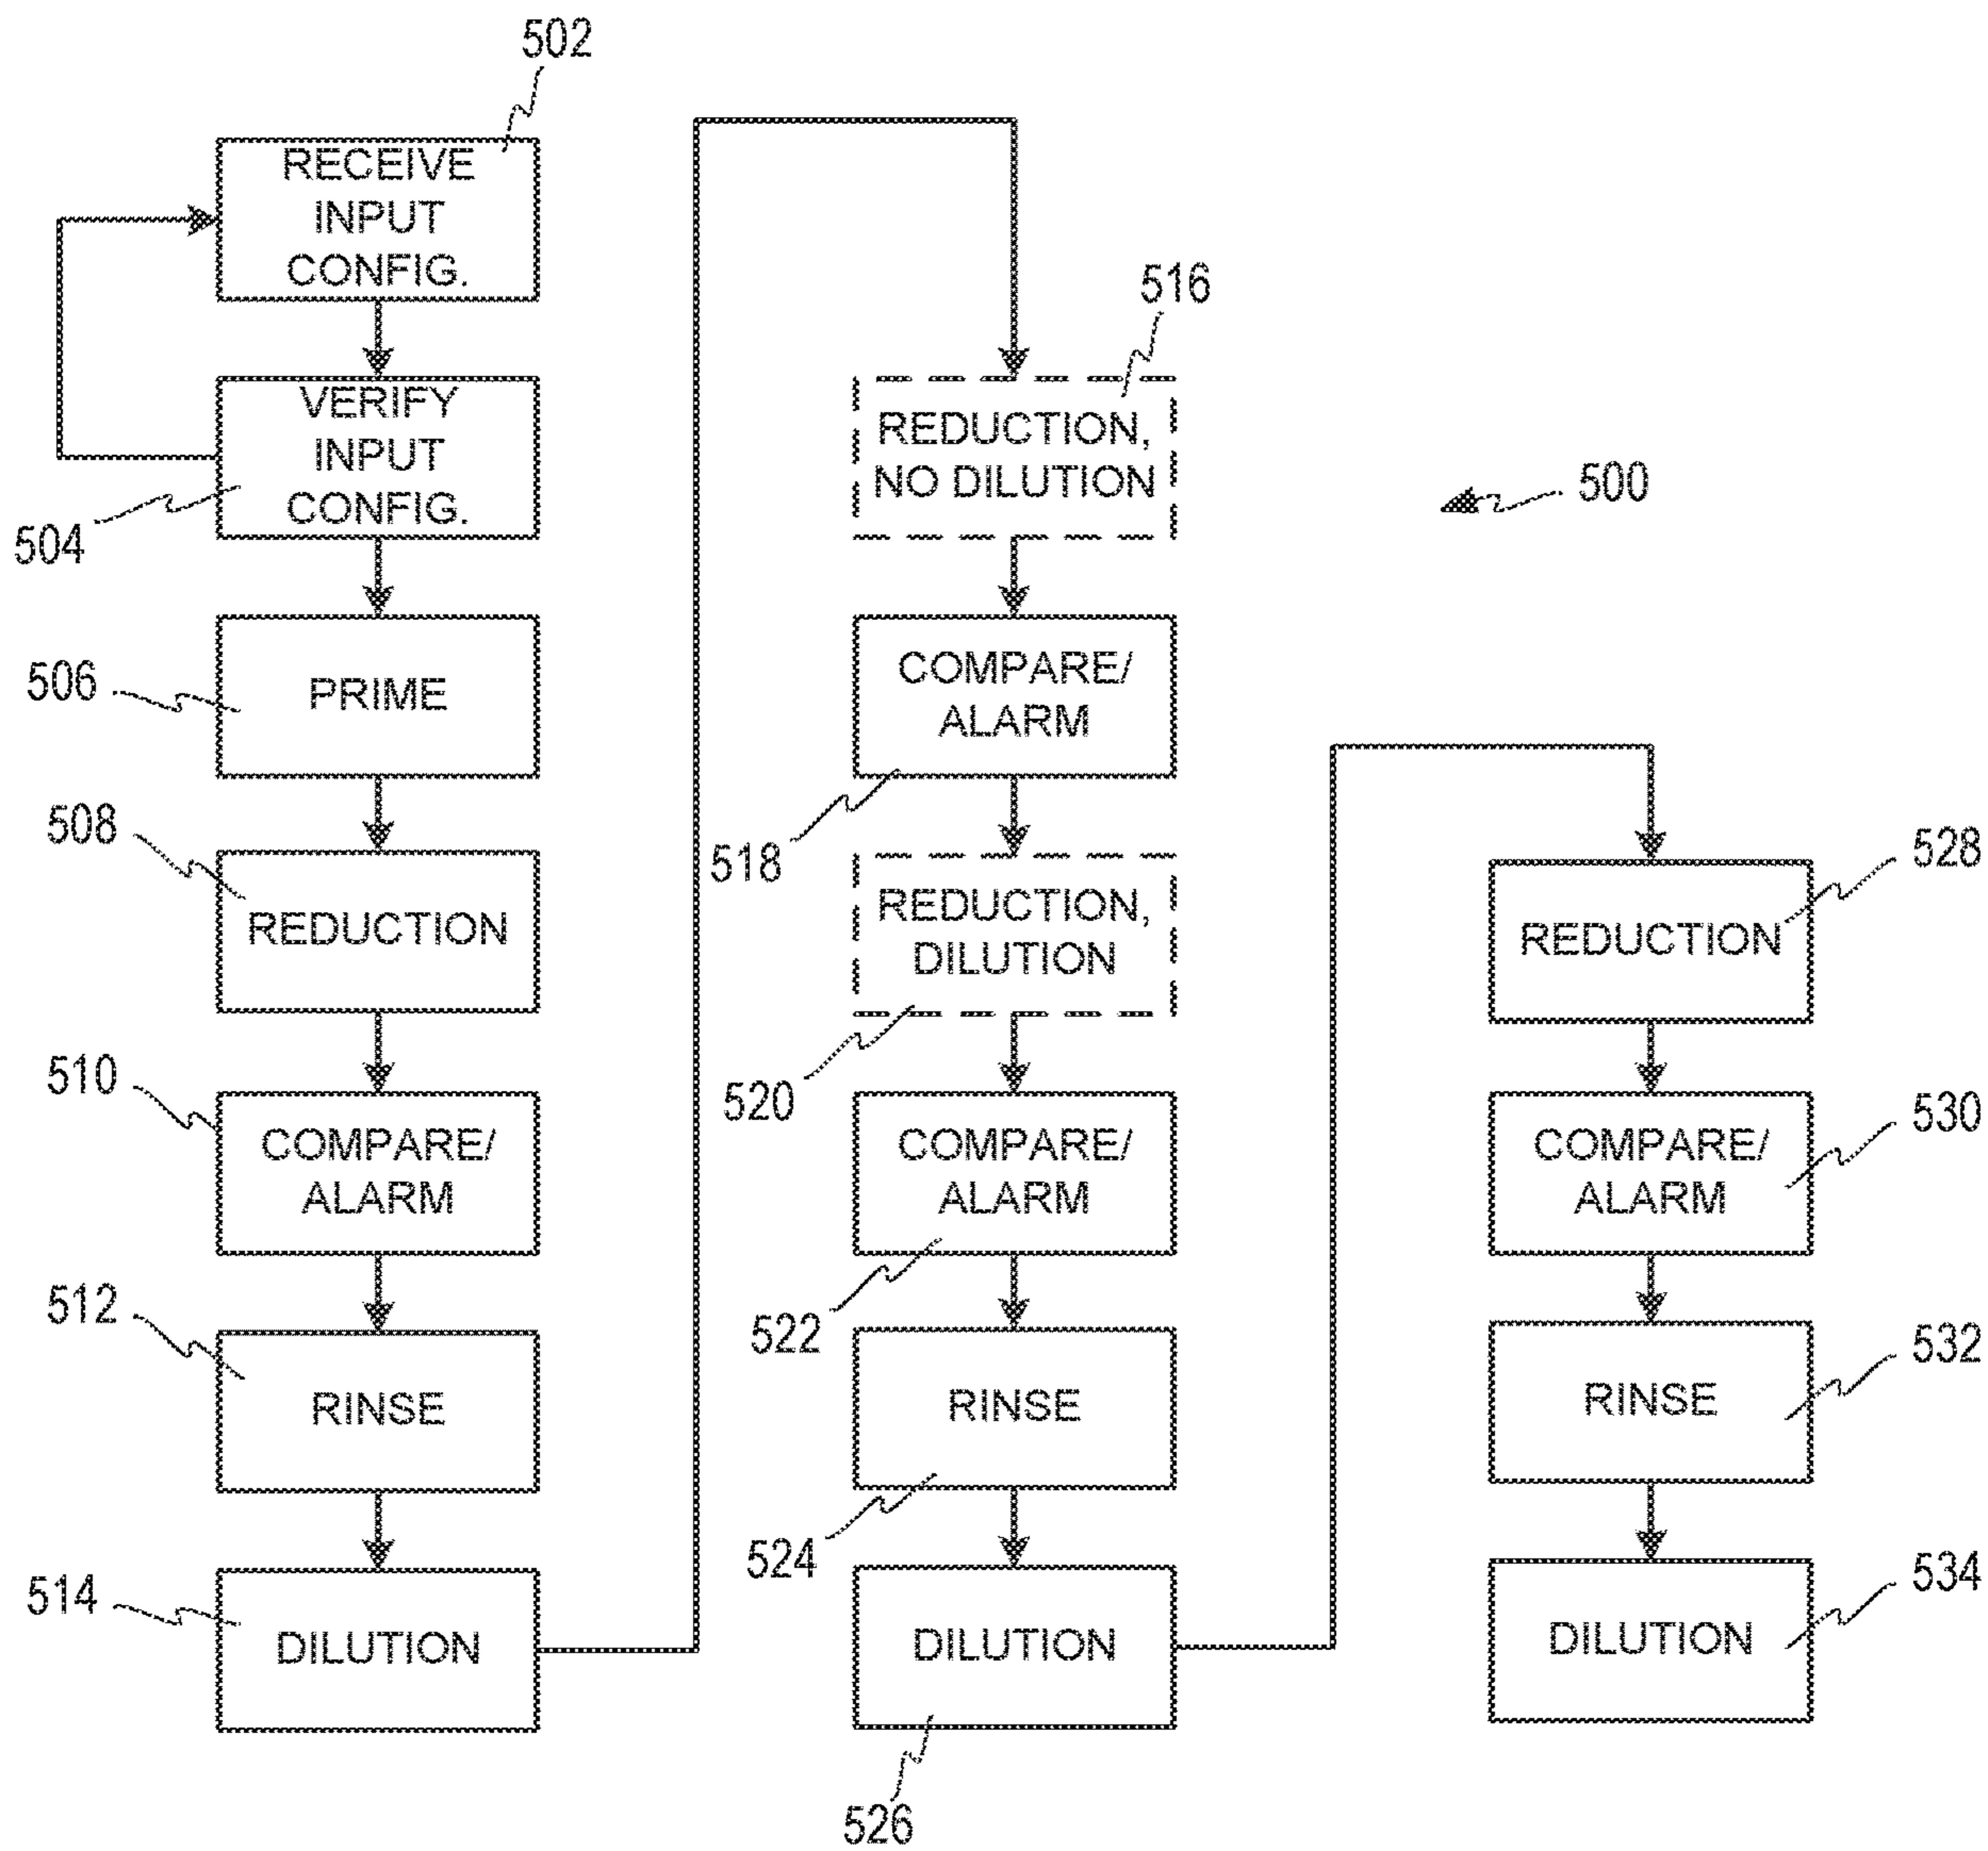 502
RECEIVE
INPUT
CONFIG.
504
VERIFY
INPUT
CONFIG.
506
PRIME
508
REDUCTION
510
COMPARE/
ALARM
512
RINSE
514
DILUTION
516
REDUCTION,
NO DILUTION
518
COMPARE/
ALARM
520
REDUCTION,
DILUTION
522
COMPARE/
ALARM
524
RINSE
526
DILUTION
500
528
REDUCTION
530
COMPARE/
ALARM
532
RINSE
534
DILUTION